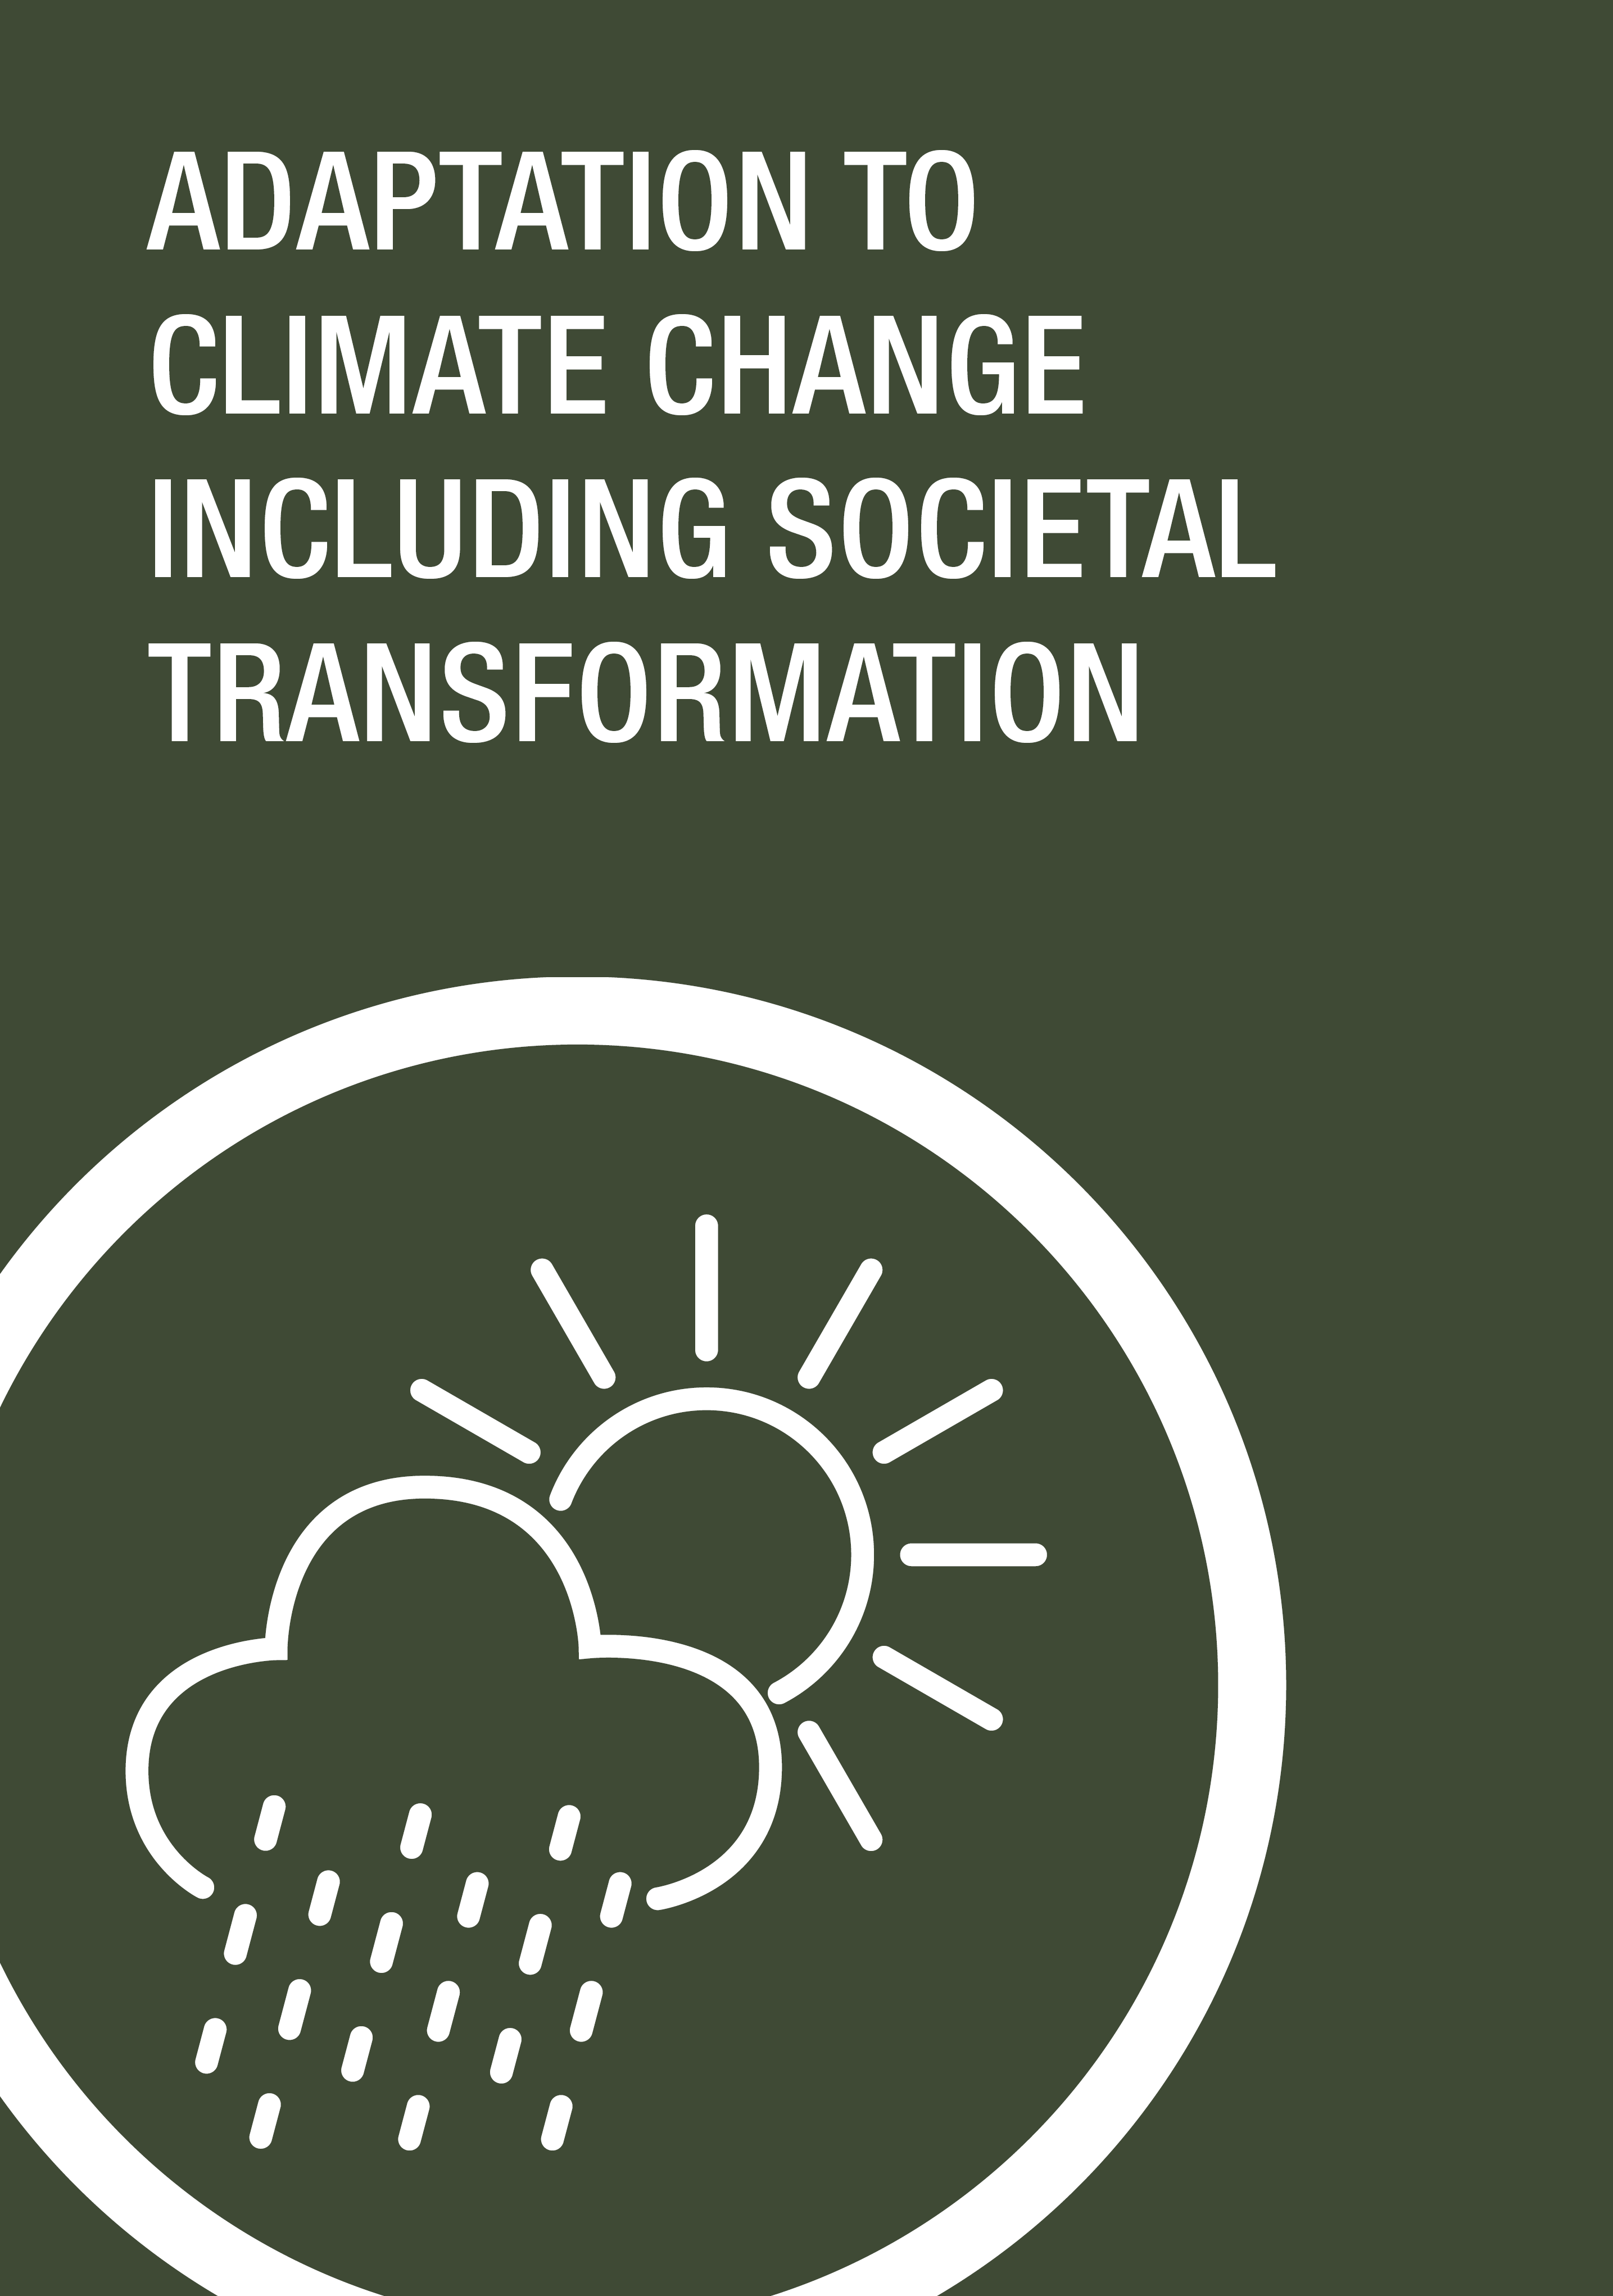 ADAPTATION TO
CLIMATE CHANGE
INCLUDING SOCIETAL
TRANSFORMATION